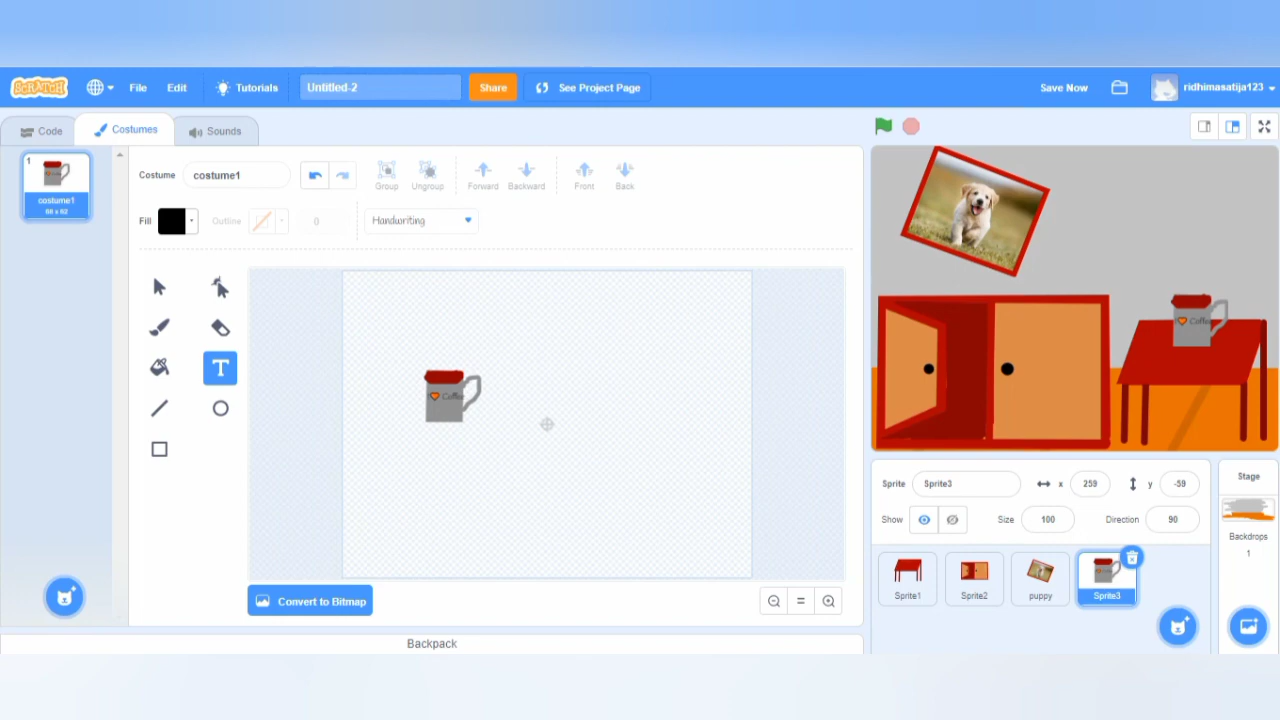 SCRATCH File Edit Tutorials Untitled-2 Share See Project Page Save Now ridhimasatija123
Code Costumes Sounds
1
costume1
Costume costume1 Group Ungroup Forward Backward Front Back
Fill Outline 0 Handwriting
T
Coffee
Convert to Bitmap
Backpack
Coffee
Sprite Sprite3 x 259 y -59
Show Size 100 Direction 90
Sprite1 Sprite2 puppy Sprite3
Stage
Backdrops
1